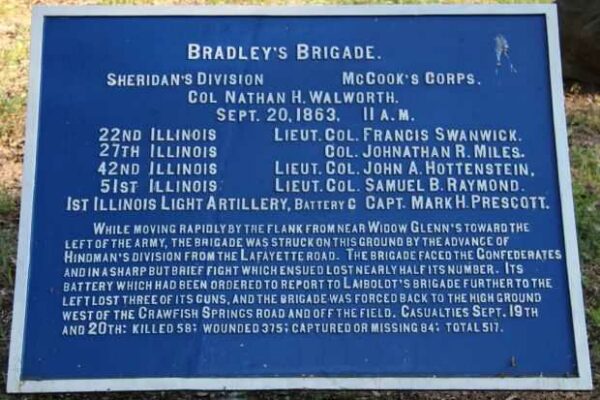 BRADLEY'S BRIGADE.
SHERIDAN'S DIVISION MCCOOK'S CORPS.
COL NATHAN H. WALWORTH.
SEPT. 20, 1863, 11 A.M.
22ND ILLINOIS LIEUT. COL. FRANCIS SWANWICK.
27TH ILLINOIS COL. JOHNATHAN R. MILES.
42ND ILLINOIS LIEUT. COL. JOHN A. HOTTENSTEIN,
51ST ILLINOIS LIEUT. COL. SAMUEL B. RAYMOND.
1ST ILLINOIS LIGHT ARTILLERY, BATTERY C CAPT. MARK H. PRESCOTT.
WHILE MOVING RAPIDLY BY THE FLANK FROM NEAR WIDOW GLENN'S TOWARD THE
LEFT OF THE ARMY, THE BRIGADE WAS STRUCK ON THIS GROUND BY THE ADVANCE OF
HINDMAN'S DIVISION FROM THE LAFAYETTE ROAD. THE BRIGADE FACED THE CONFEDERATES
AND IN A SHARP BUT BRIEF FIGHT WHICH ENSUED LOST NEARLY HALF ITS NUMBER. ITS
BATTERY WHICH HAD BEEN ORDERED TO REPORT TO LAIBOLDT'S BRIGADE FURTHER TO THE
LEFT LOST THREE OF ITS GUNS, AND THE BRIGADE WAS FORCED BACK TO THE HIGH GROUND
WEST OF THE CRAWFISH SPRINGS ROAD AND OFF THE FIELD. CASUALTIES SEPT. 19TH
AND 20TH: KILLED 58; WOUNDED 375; CAPTURED OR MISSING 84; TOTAL 517.